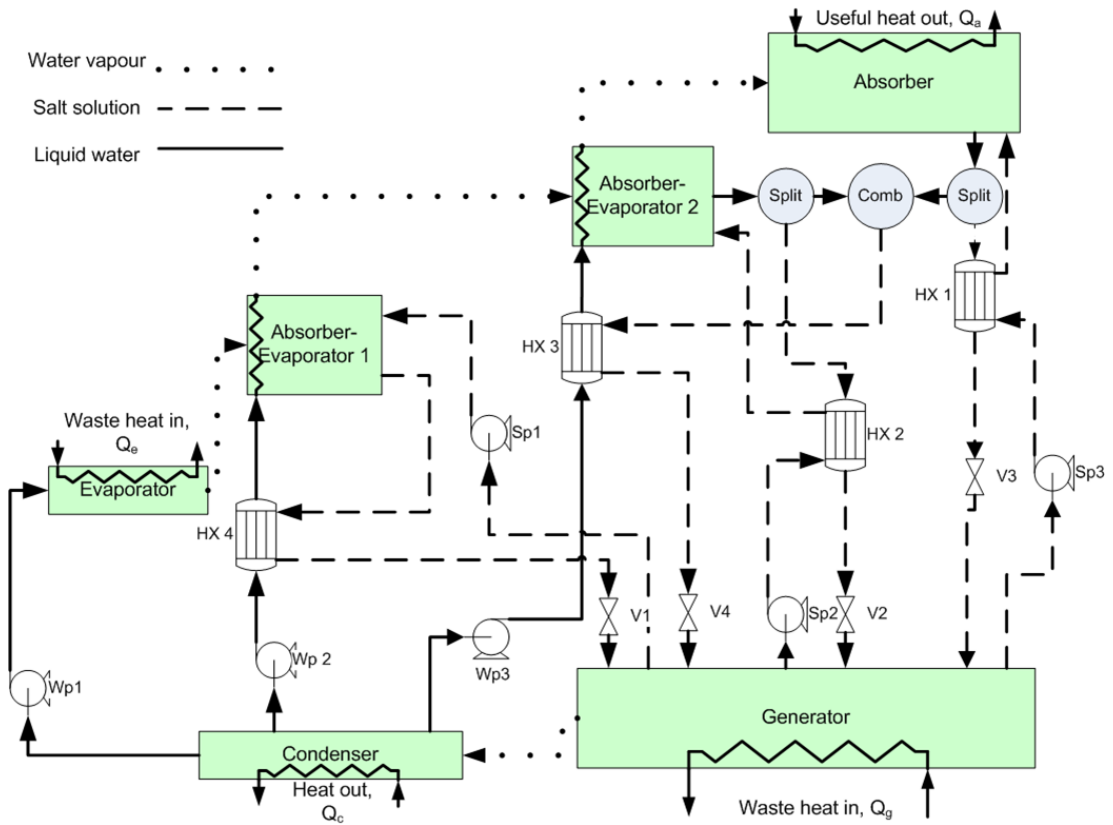 Useful heat out, Qa
Water vapour
Absorber
Salt solution
Liquid water
Absorber-
Evaporator 2
Split
Comb
Split
HX 1
Absorber-
Evaporator 1
HX 3
Waste heat in,
Qe
Sp1
HX 2
Evaporator
V3
Sp3
HX 4
V1
V4
Sp2
V2
Wp1
Wp 2
Wp3
Generator
Condenser
Heat out,
Qc
Waste heat in, Qg